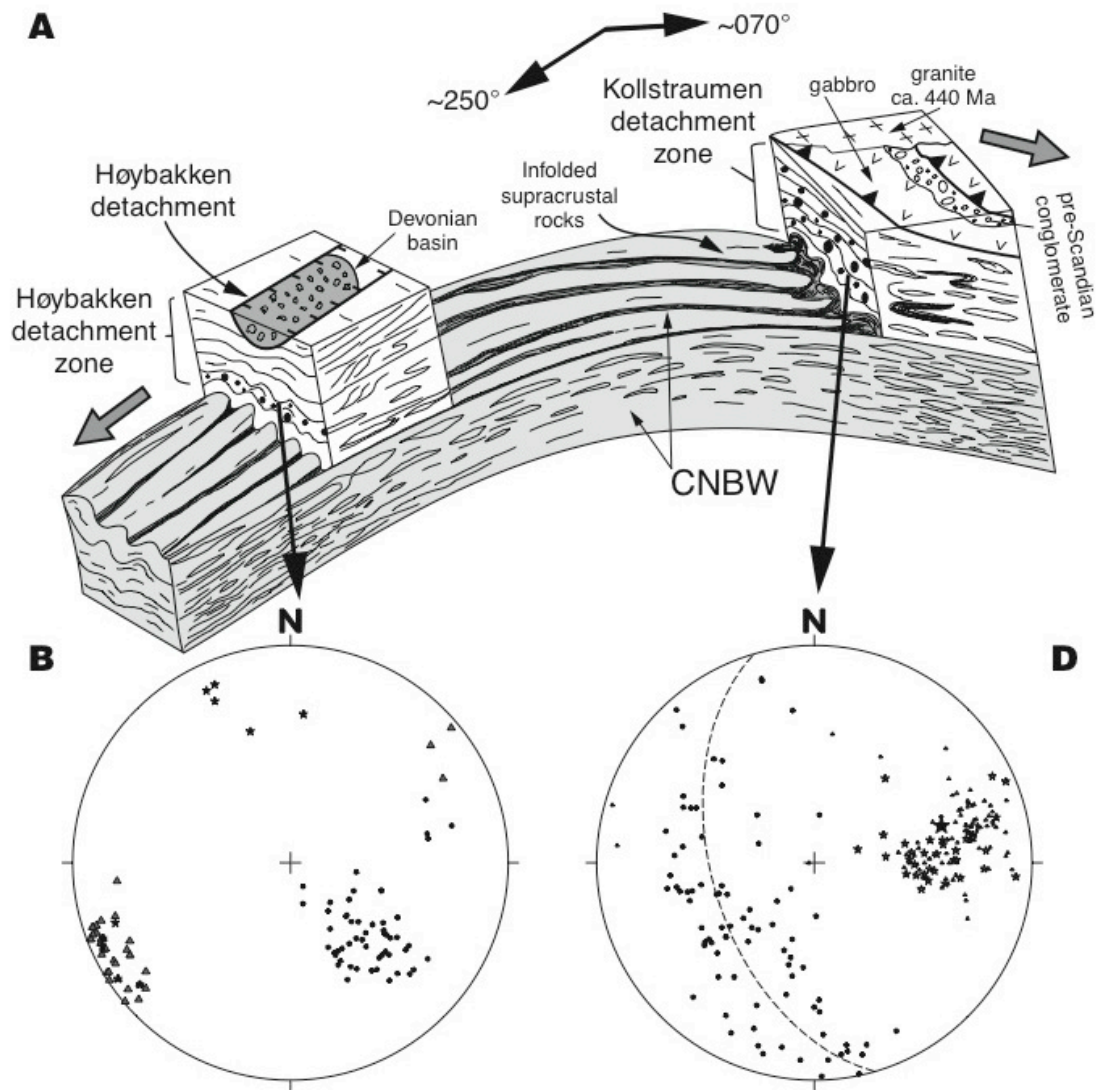 A
~070°
~250°
Kollstraumen
detachment
zone
gabbro
granite
ca. 440 Ma
Høybakken
detachment
Devonian
basin
Infolded
supracrustal
rocks
pre-Scandian
conglomerate
Høybakken
detachment
zone
CNBW
B
N
N
D